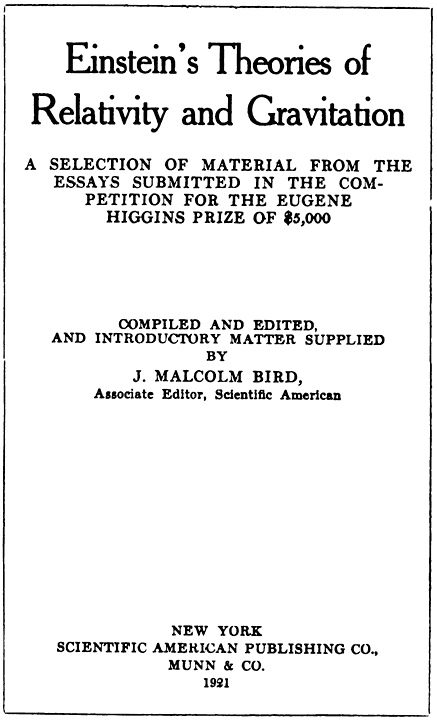 Einstein's Theories of
Relativity and Gravitation
A SELECTION OF MATERIAL FROM THE
ESSAYS SUBMITTED IN THE COM-
PETITION FOR THE EUGENE
HIGGINS PRIZE OF $5,000
COMPILED AND EDITED,
AND INTRODUCTORY MATTER SUPPLIED
BY
J. MALCOLM BIRD,
Associate Editor, Scientific American
NEW YORK
SCIENTIFIC AMERICAN PUBLISHING CO.,
MUNN & CO.
1921